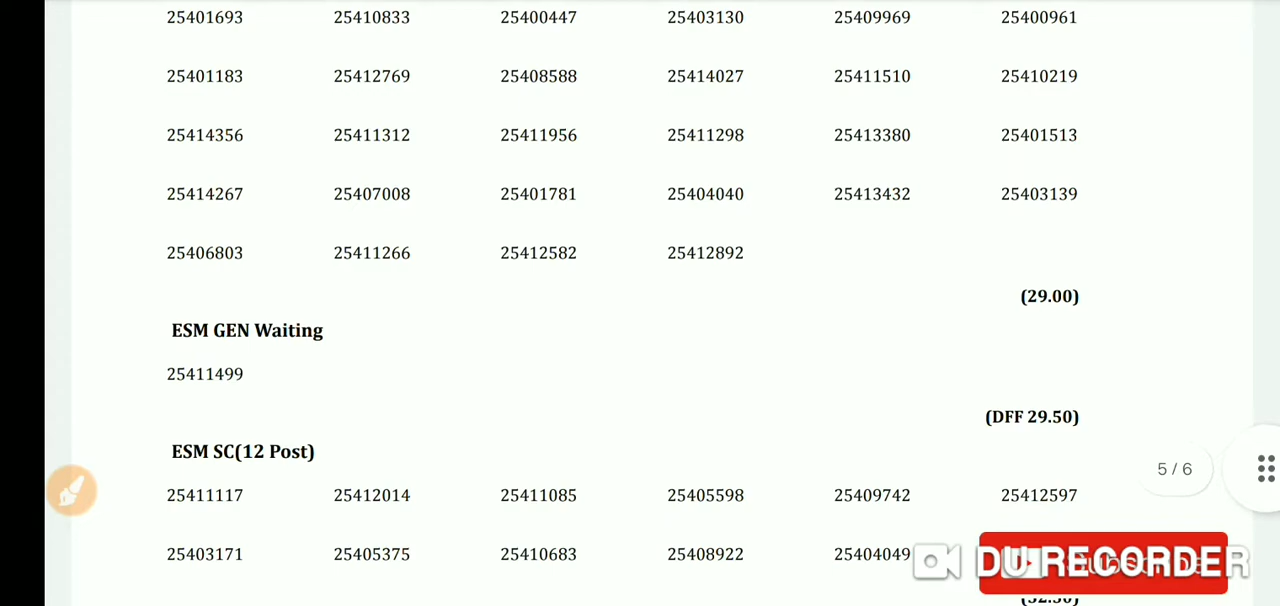 25401693 25410833 25400447 25403130 25409969 25400961
25401183 25412769 25408588 25414027 25411510 25410219
25414356 25411312 25411956 25411298 25413380 25401513
25414267 25407008 25401781 25404040 25413432 25403139
25406803 25411266 25412582 25412892
(29.00)
ESM GEN Waiting
25411499
(DFF 29.50)
ESM SC(12 Post)
5 / 6
25411117 25412014 25411085 25405598 25409742 25412597
25403171 25405375 25410683 25408922 25404049
DU RECORDER